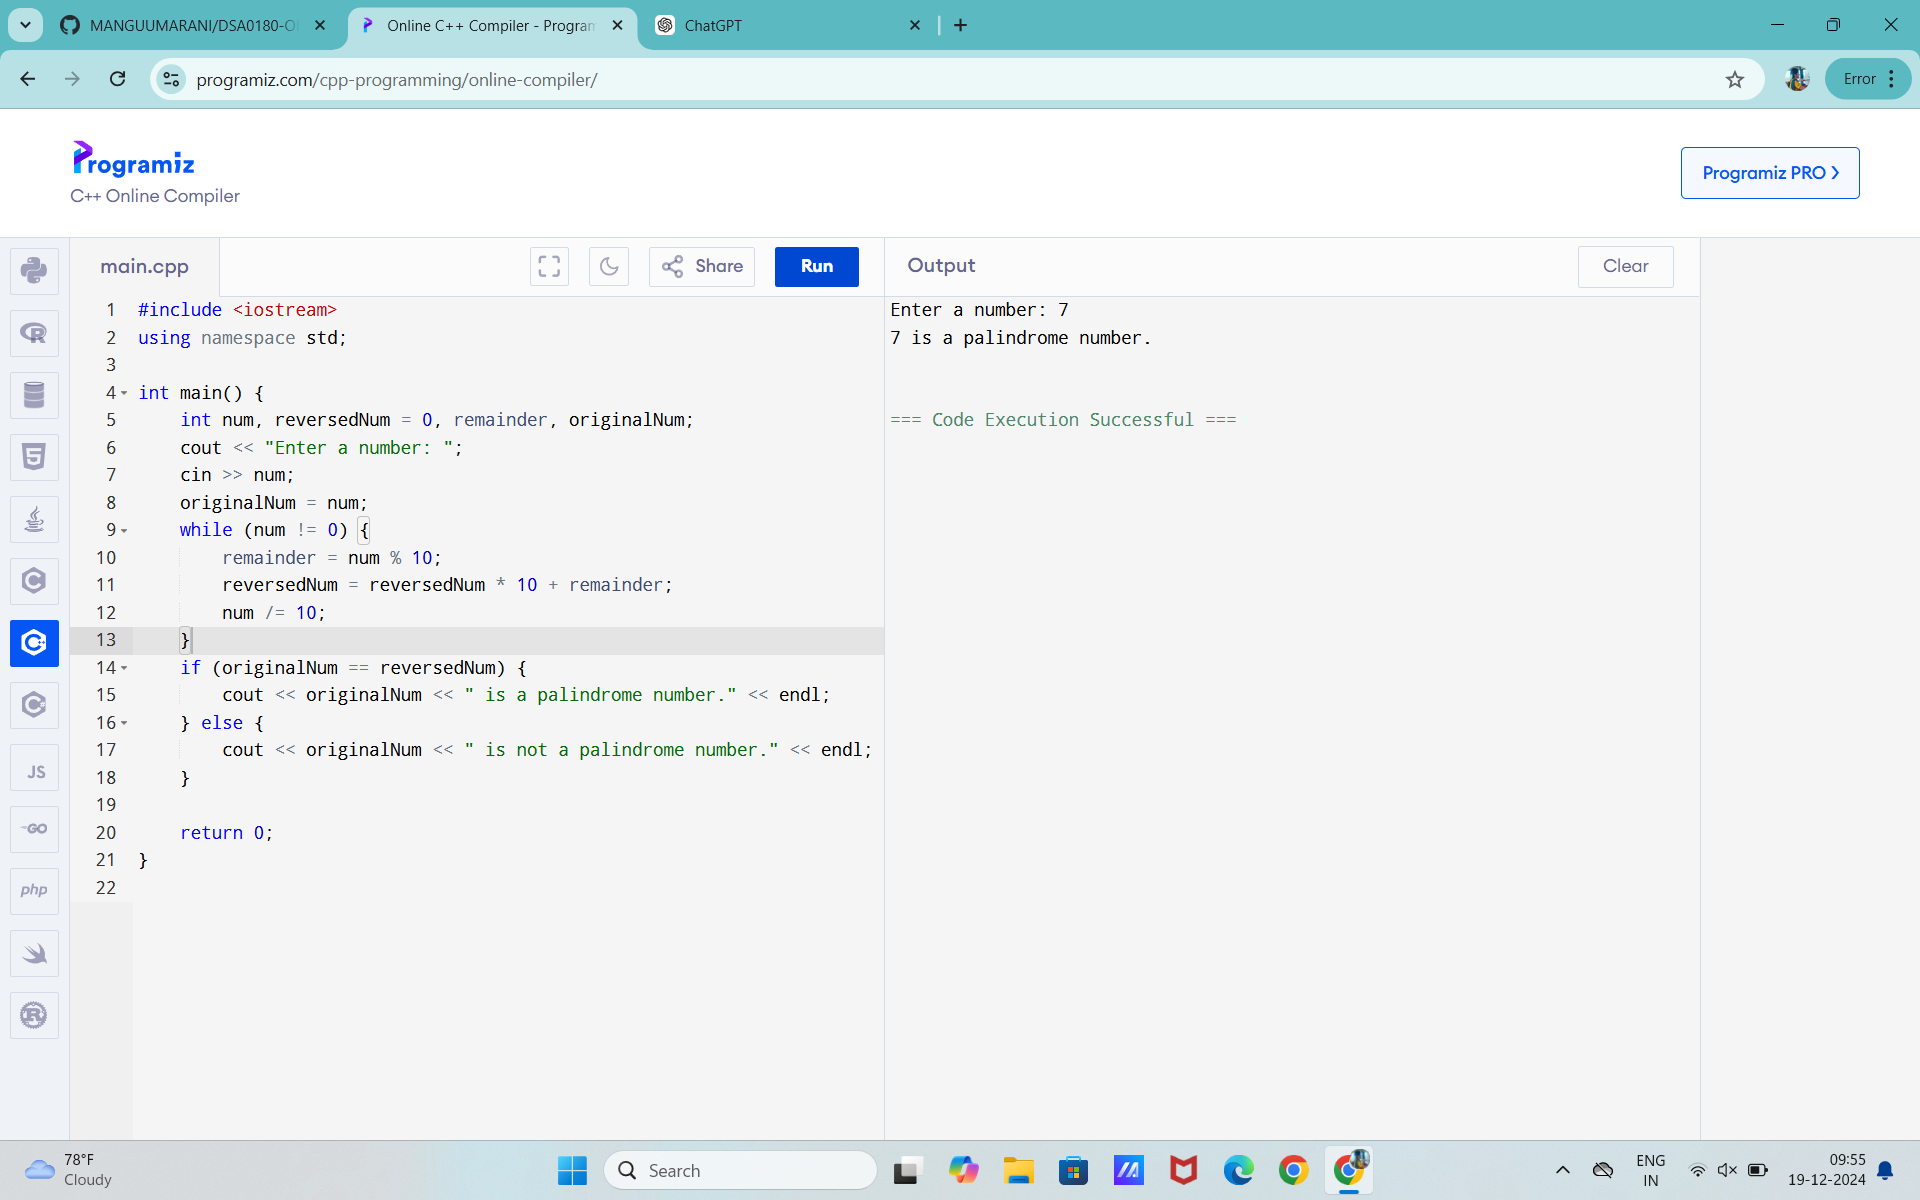 MANGUUMARANI/DSA0180-O
Online C++ Compiler - Program
ChatGPT
programiz.com/cpp-programming/online-compiler/
Error
Programiz
C++ Online Compiler
Programiz PRO
main.cpp
Share
Run
Output
Clear
1 #include <iostream>
2 using namespace std;
3
4 int main() {
5 int num, reversedNum = 0, remainder, originalNum;
6 cout << "Enter a number: ";
7 cin >> num;
8 originalNum = num;
9 while (num != 0) {
10 remainder = num % 10;
11 reversedNum = reversedNum * 10 + remainder;
12 num /= 10;
13 }
14 if (originalNum == reversedNum) {
15 cout << originalNum << " is a palindrome number." << endl;
16 } else {
17 cout << originalNum << " is not a palindrome number." << endl;
18 }
19
20 return 0;
21 }
22
Enter a number: 7
7 is a palindrome number.
=== Code Execution Successful ===
R
5
C
C
C
JS
GO
php
R
78°F
Cloudy
Search
ENG
IN
09:55
19-12-2024